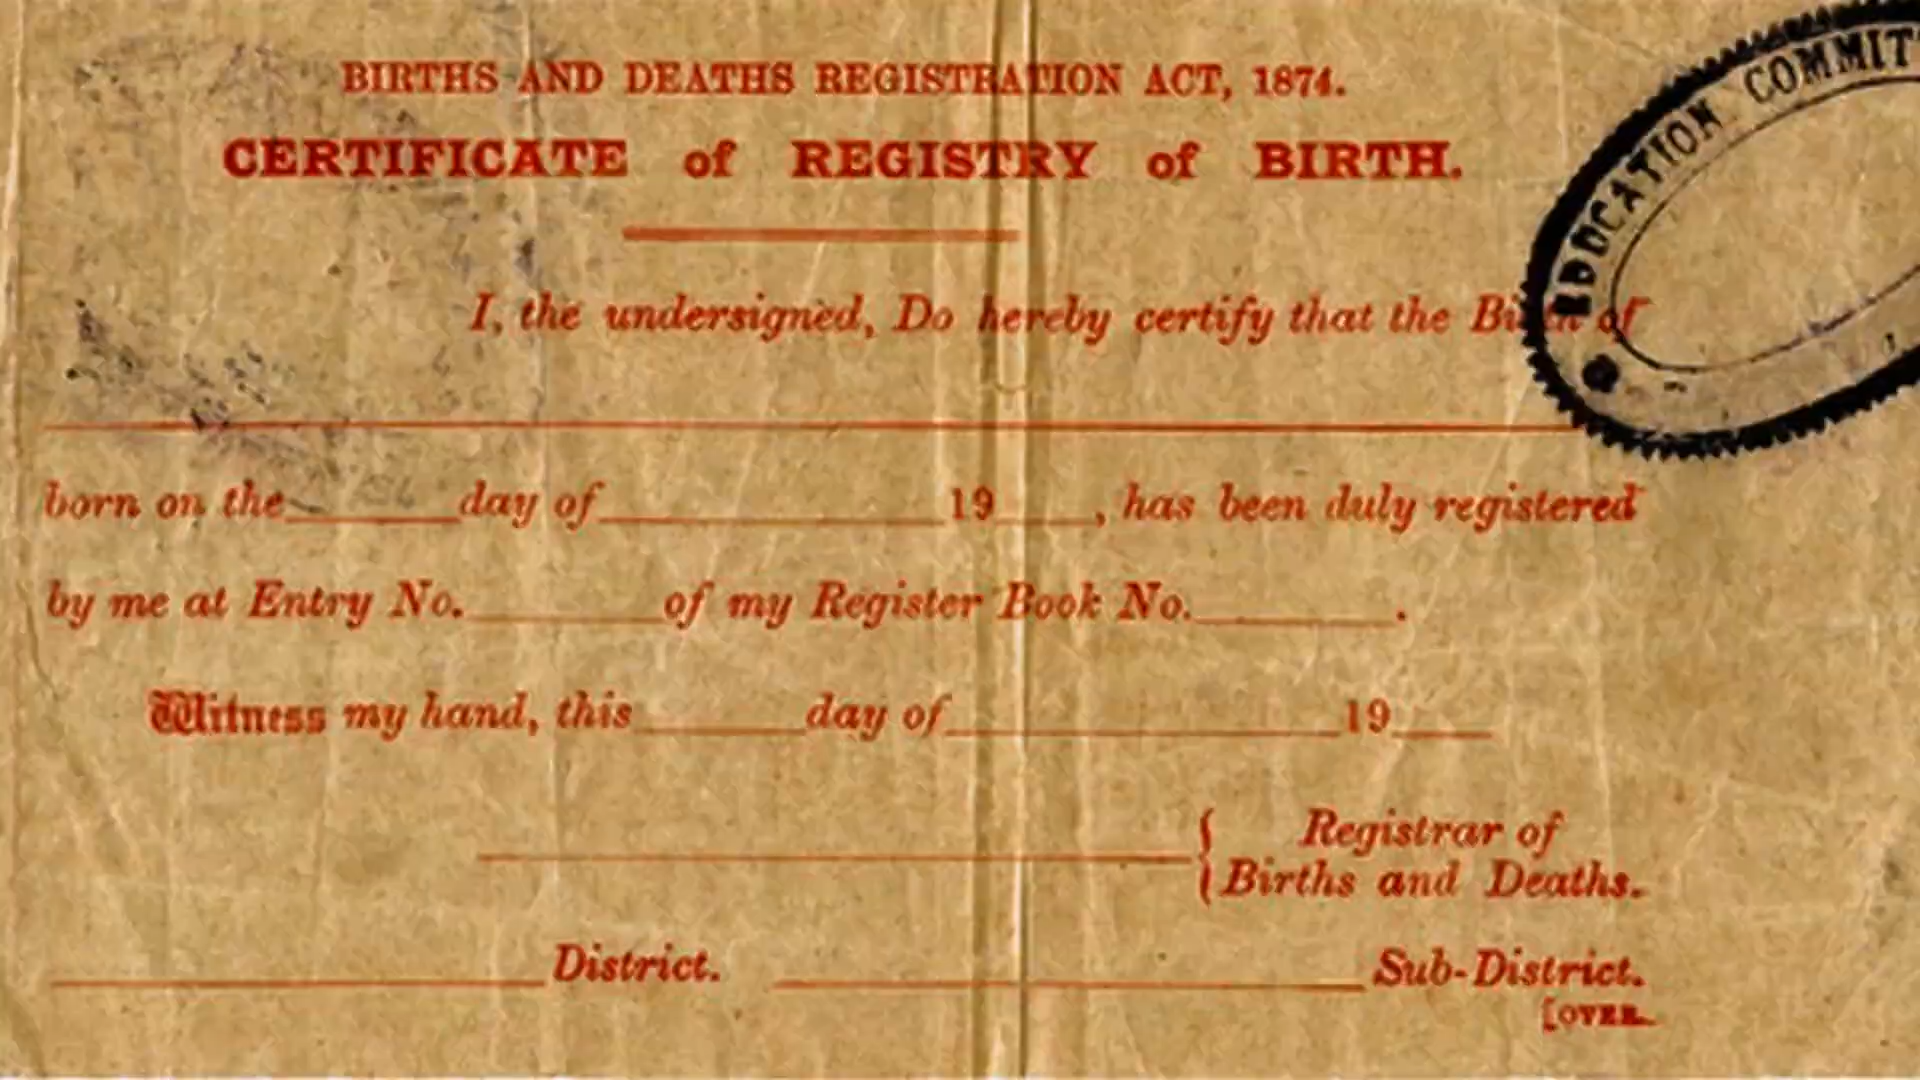 BIRTHS AND DEATHS REGISTRATION ACT, 1874.
CERTIFICATE of REGISTRY of BIRTH.
EDUCATION COMMIT
I, the undersigned, Do hereby certify that the Birth of
born on the day of 19 , has been duly registered
by me at Entry No. of my Register Book No. .
Witness my hand, this day of 19
Registrar of
Births and Deaths.
District. Sub-District.
[OVER.